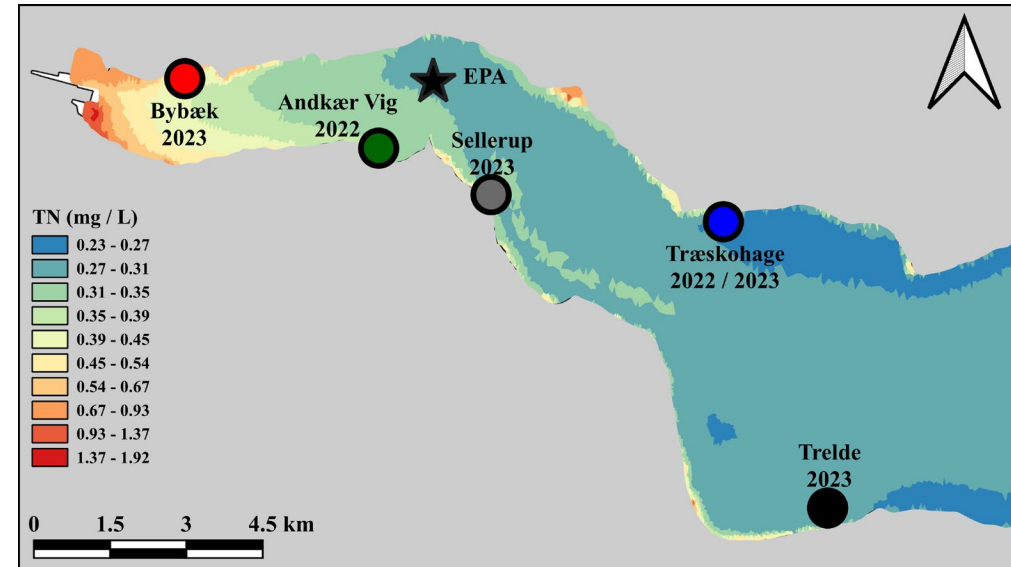 EPA
Bybæk
2023
Andkær Vig
2022
Sellerup
2023
Træskohage
2022 / 2023
Trelde
2023
TN (mg / L)
0.23 - 0.27
0.27 - 0.31
0.31 - 0.35
0.35 - 0.39
0.39 - 0.45
0.45 - 0.54
0.54 - 0.67
0.67 - 0.93
0.93 - 1.37
1.37 - 1.92
0 1.5 3 4.5 km